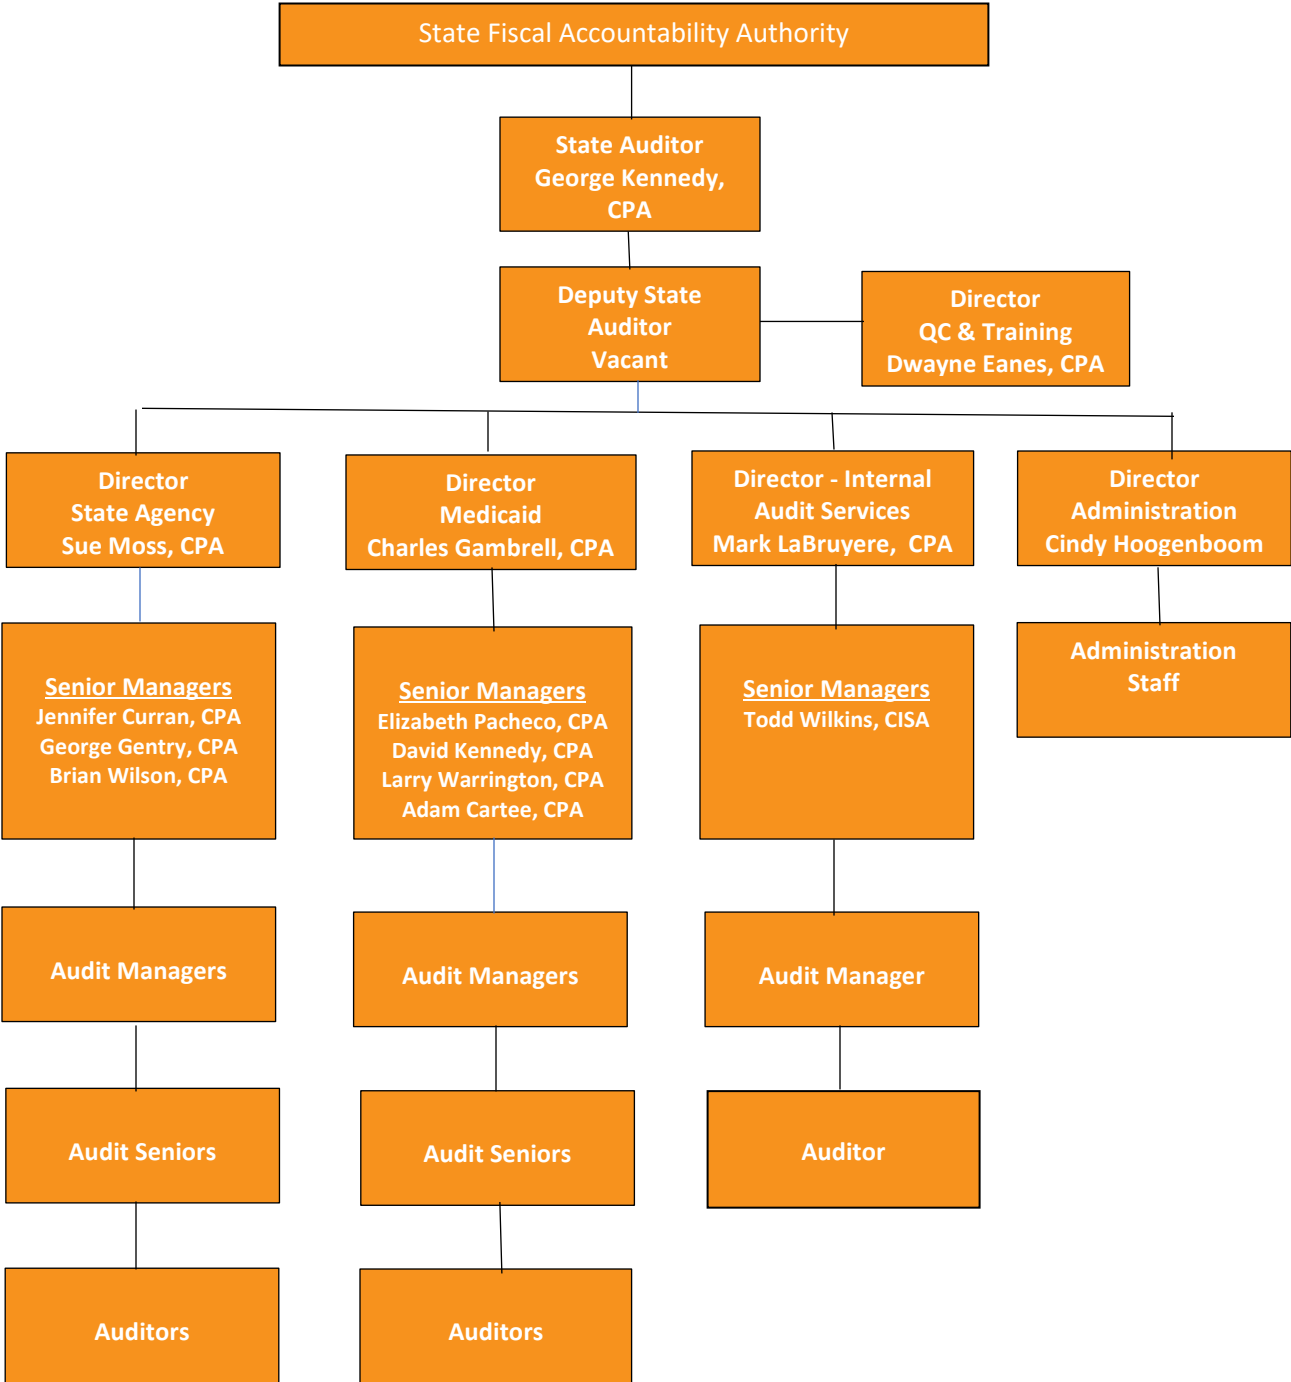 State Fiscal Accountability Authority
State Auditor
George Kennedy,
CPA
Deputy State
Auditor
Vacant
Director
QC & Training
Dwayne Eanes, CPA
Director
State Agency
Sue Moss, CPA
Director
Medicaid
Charles Gambrell, CPA
Director - Internal
Audit Services
Mark LaBruyere, CPA
Director
Administration
Cindy Hoogenboom
Senior Managers
Jennifer Curran, CPA
George Gentry, CPA
Brian Wilson, CPA
Senior Managers
Elizabeth Pacheco, CPA
David Kennedy, CPA
Larry Warrington, CPA
Adam Cartee, CPA
Senior Managers
Todd Wilkins, CISA
Administration
Staff
Audit Managers
Audit Managers
Audit Manager
Audit Seniors
Audit Seniors
Auditor
Auditors
Auditors